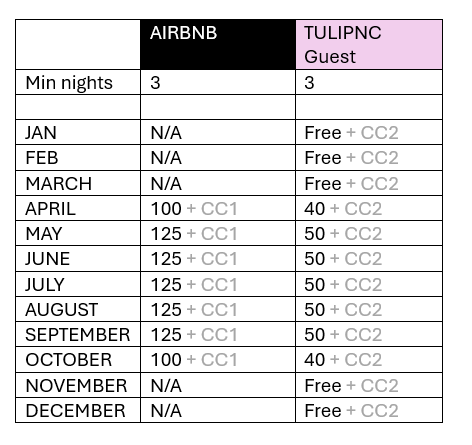 AIRBNB TULIPNC
Guest
Min nights 3 3
JAN N/A Free + CC2
FEB N/A Free + CC2
MARCH N/A Free + CC2
APRIL 100 + CC1 40 + CC2
MAY 125 + CC1 50 + CC2
JUNE 125 + CC1 50 + CC2
JULY 125 + CC1 50 + CC2
AUGUST 125 + CC1 50 + CC2
SEPTEMBER 125 + CC1 50 + CC2
OCTOBER 100 + CC1 40 + CC2
NOVEMBER N/A Free + CC2
DECEMBER N/A Free + CC2